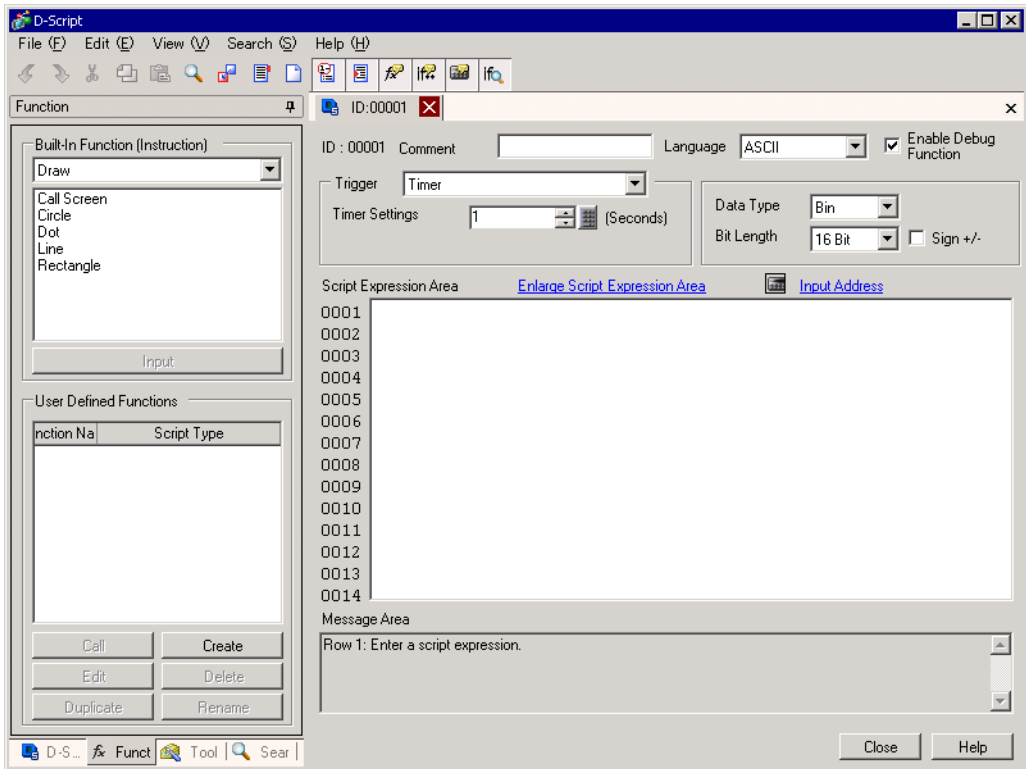 D-Script
File (F) Edit (E) View (V) Search (S) Help (H)
Function
ID:00001
Built-In Function (Instruction)
Draw
Call Screen
Circle
Dot
Line
Rectangle
Input
User Defined Functions
nction Na Script Type
Call Create
Edit Delete
Duplicate Rename
D-S... fx Funct Tool Sear
ID : 00001 Comment Language ASCII Enable Debug
Function
Trigger Timer
Timer Settings 1 (Seconds)
Data Type Bin
Bit Length 16 Bit Sign +/-
Script Expression Area Enlarge Script Expression Area Input Address
0001
0002
0003
0004
0005
0006
0007
0008
0009
0010
0011
0012
0013
0014
Message Area
Row 1: Enter a script expression.
Close Help